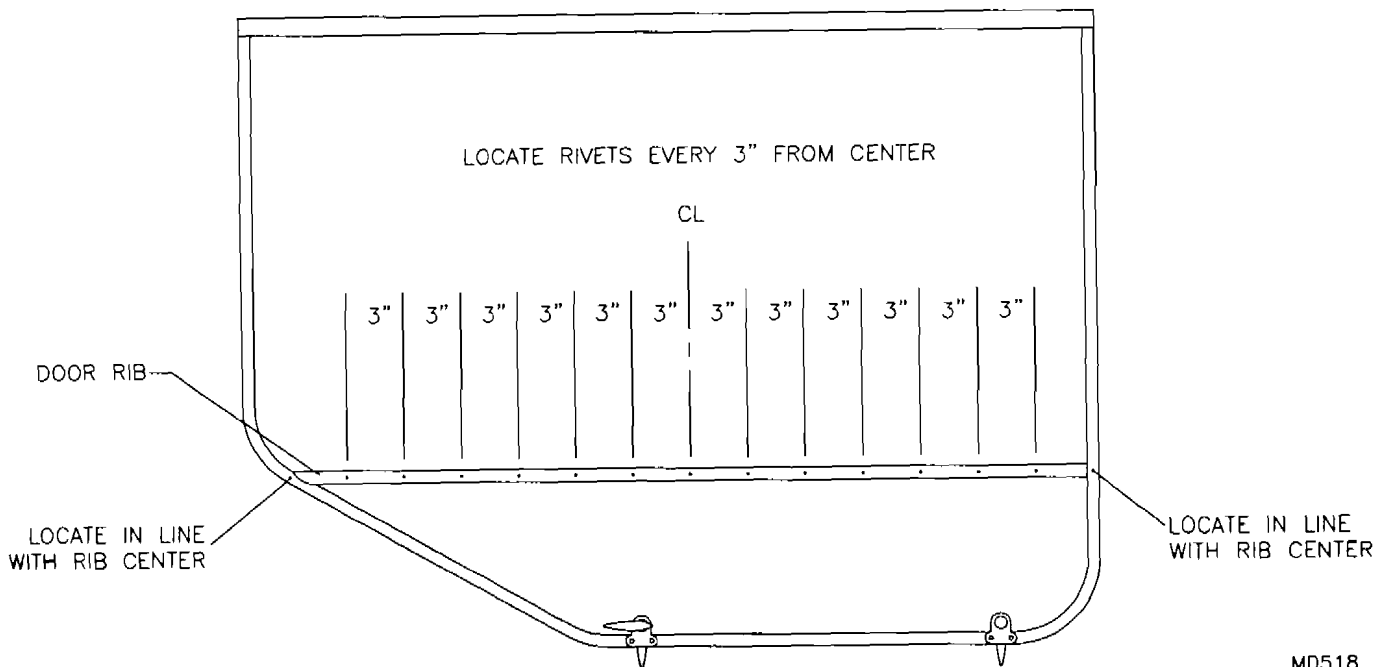 LOCATE RIVETS EVERY 3" FROM CENTER
CL
3" 3" 3" 3" 3" 3" 3" 3" 3" 3" 3" 3"
DOOR RIB
LOCATE IN LINE
WITH RIB CENTER
LOCATE IN LINE
WITH RIB CENTER
MD518